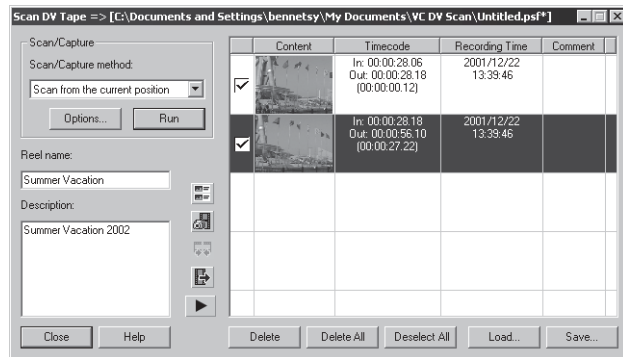 Scan DV Tape => [C:\Documents and Settings\bennetsy\My Documents\VC DV Scan\Untitled.psf*]
Scan/Capture
Scan/Capture method:
Scan from the current position
Options...
Run
Reel name:
Summer Vacation
Description:
Summer Vacation 2002
Close
Help
Content
Timecode
Recording Time
Comment
In: 00:00:28.06
Out: 00:00:28.18
(00:00:00.12)
2001/12/22
13:39:46
In: 00:00:28.18
Out: 00:00:56.10
(00:00:27.22)
2001/12/22
13:39:46
Delete
Delete All
Deselect All
Load...
Save...